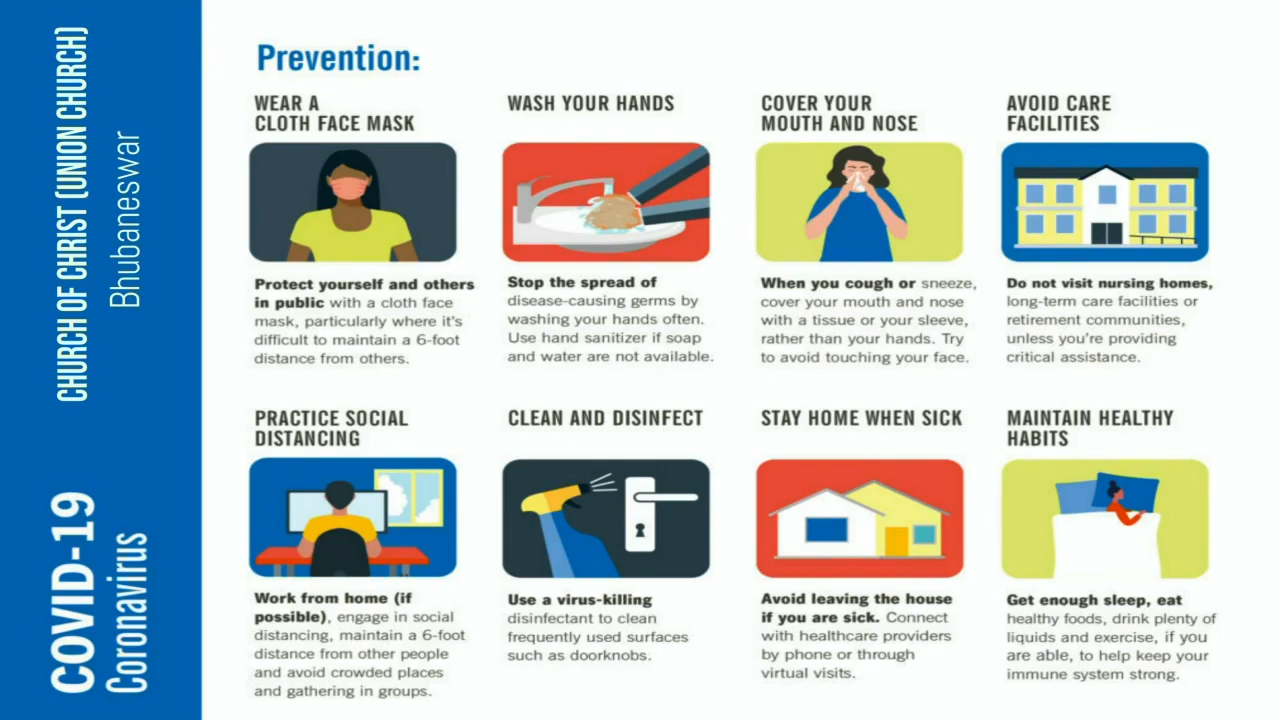 CHURCH OF CHRIST (UNION CHURCH)
Bhubaneswar
COVID-19
Coronavirus
Prevention:
WEAR A
CLOTH FACE MASK
Protect yourself and others
in public with a cloth face
mask, particularly where it's
difficult to maintain a 6-foot
distance from others.
WASH YOUR HANDS
Stop the spread of
disease-causing germs by
washing your hands often.
Use hand sanitizer if soap
and water are not available.
COVER YOUR
MOUTH AND NOSE
When you cough or sneeze,
cover your mouth and nose
with a tissue or your sleeve,
rather than your hands. Try
to avoid touching your face.
AVOID CARE
FACILITIES
Do not visit nursing homes,
long-term care facilities or
retirement communities,
unless you're providing
critical assistance.
PRACTICE SOCIAL
DISTANCING
Work from home (if
possible), engage in social
distancing, maintain a 6-foot
distance from other people
and avoid crowded places
and gathering in groups.
CLEAN AND DISINFECT
Use a virus-killing
disinfectant to clean
frequently used surfaces
such as doorknobs.
STAY HOME WHEN SICK
Avoid leaving the house
if you are sick. Connect
with healthcare providers
by phone or through
virtual visits.
MAINTAIN HEALTHY
HABITS
Get enough sleep, eat
healthy foods, drink plenty of
liquids and exercise, if you
are able, to help keep your
immune system strong.